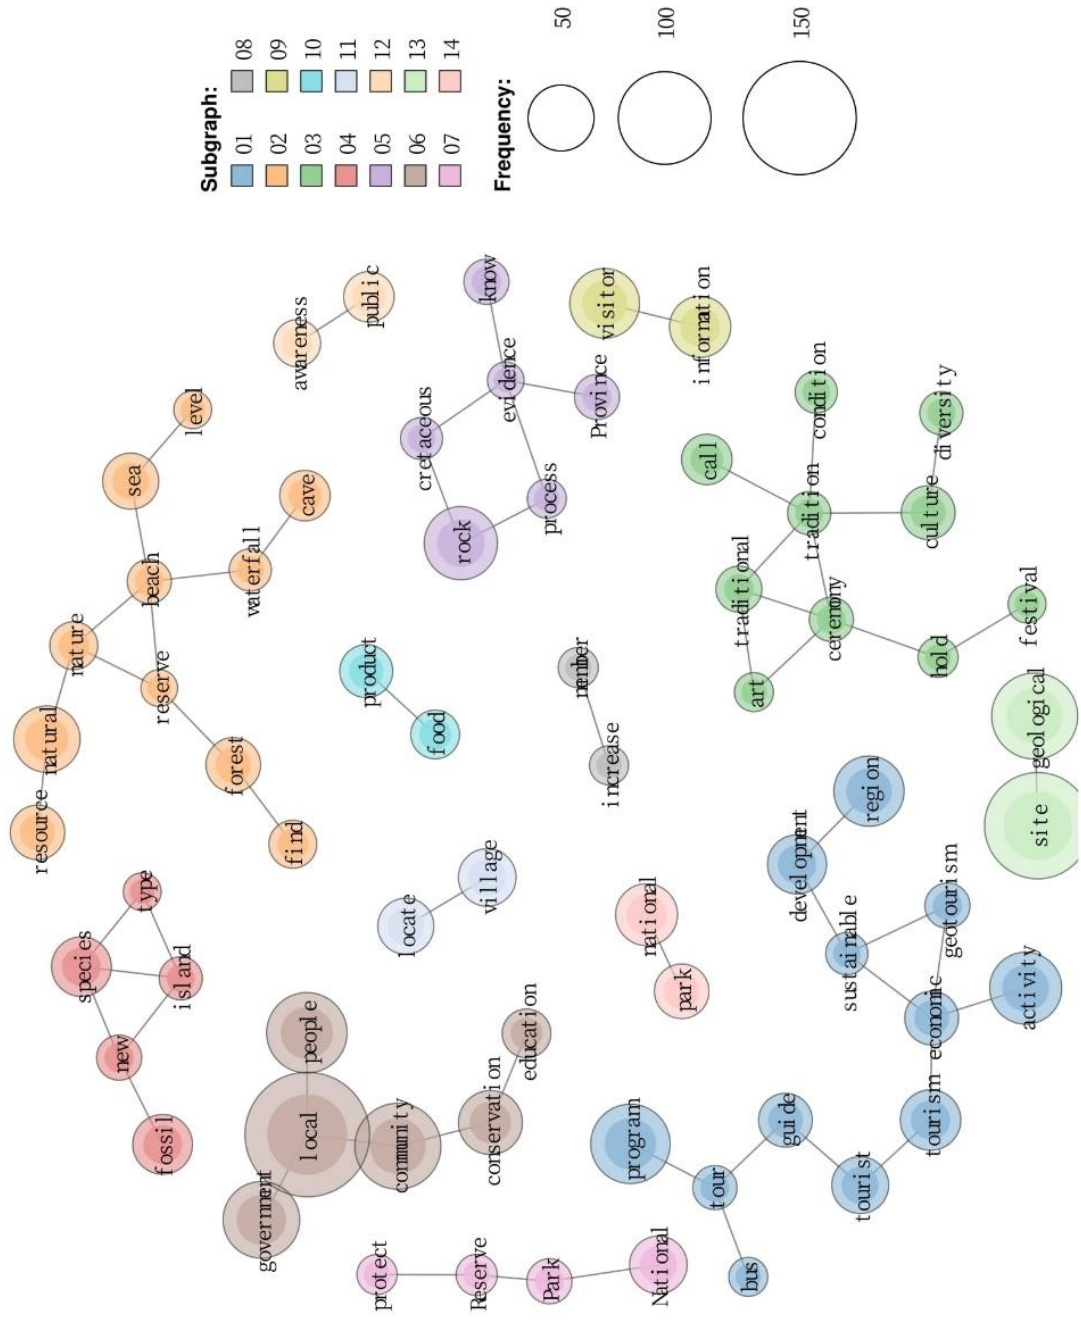 Subgraph:
01
02
03
04
05
06
07
08
09
10
11
12
13
14
Frequency:
50
100
150
resource
natural
nature
beach
sea
level
reserve
waterfall
cave
forest
find
awareness
public
species
type
island
new
fossil
cretaceous
know
evidence
Province
process
rock
visitor
information
product
food
member
increase
locate
village
national
park
people
local
government
community
conservation
education
protect
Reserve
Park
National
call
condition
tradition
traditional
diversity
culture
ceremony
art
hold
festival
geological
site
region
development
sustainable
geotourism
economic
activity
tourism
tourist
guide
program
tour
bus